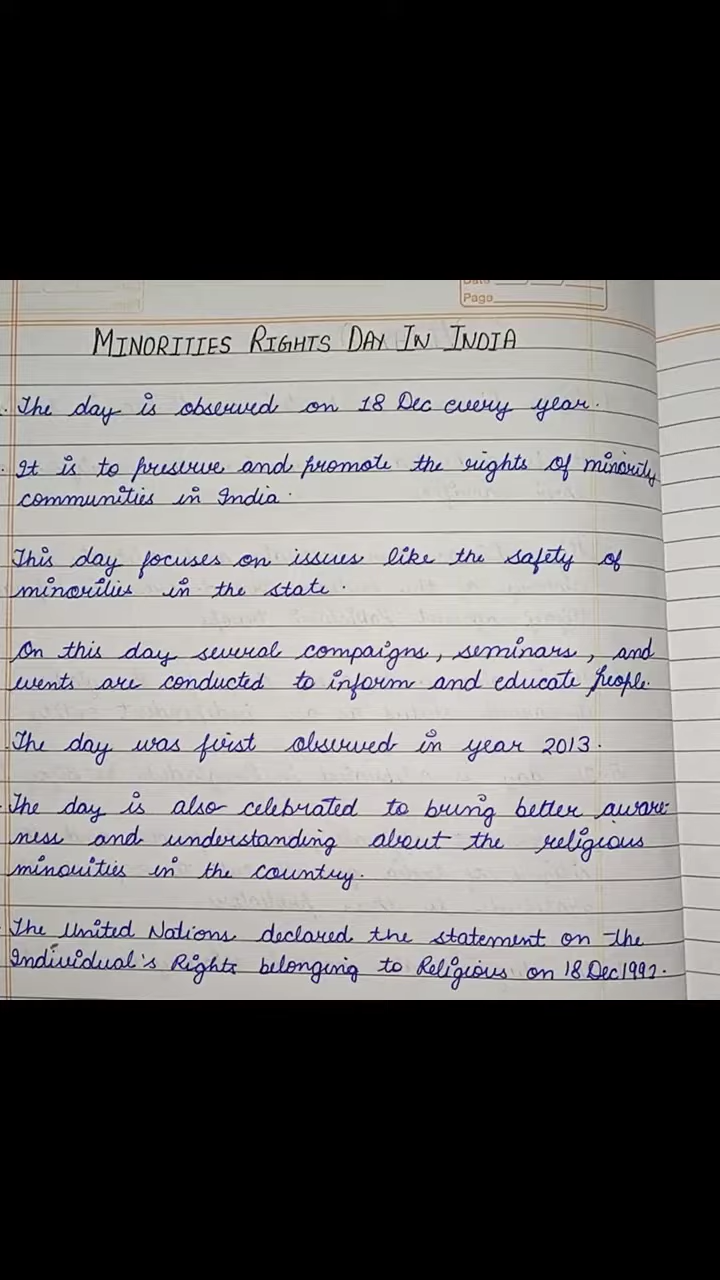 Date
Page
MINORITIES RIGHTS DAY IN INDIA
. The day is observed on 18 Dec every year.
. It is to preserve and promote the rights of minority
communities in India.
This day focuses on issues like the safety of
minorities in the state.
On this day several compaigns, seminars, and
events are conducted to inform and educate people.
The day was first observed in year 2013.
The day is also celebrated to bring better aware-
ness and understanding about the religious
minorities in the country.
. The United Nations declared the statement on the
Individual's Rights belonging to Religious on 18 Dec 1992.